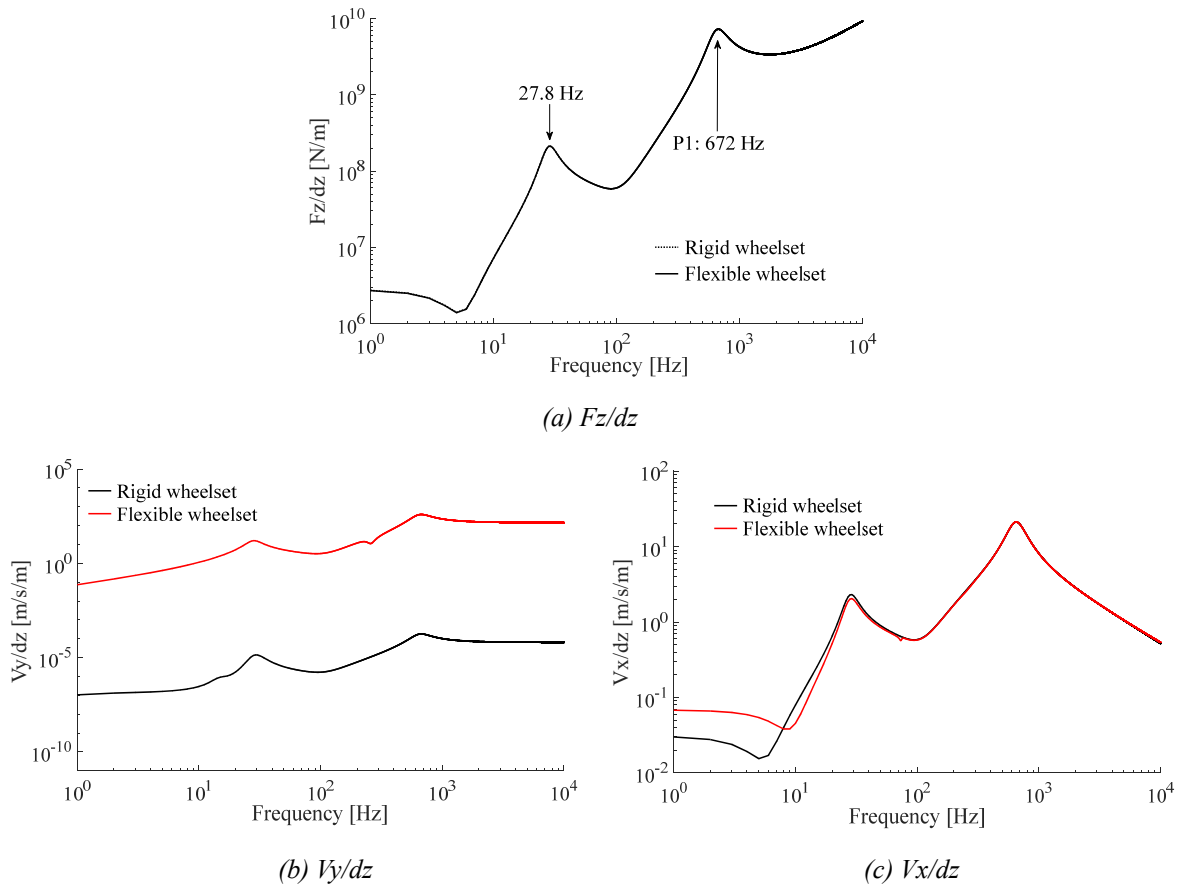 10^10
10^9
10^8
10^7
10^6
Fz/dz [N/m]
27.8 Hz
P1: 672 Hz
Rigid wheelset
Flexible wheelset
10^0 10^1 10^2 10^3 10^4
Frequency [Hz]
(a) Fz/dz
10^5
10^0
10^-5
10^-10
Vy/dz [m/s/m]
Rigid wheelset
Flexible wheelset
10^0 10^1 10^2 10^3 10^4
Frequency [Hz]
(b) Vy/dz
10^2
10^1
10^0
10^-1
10^-2
Vx/dz [m/s/m]
Rigid wheelset
Flexible wheelset
10^0 10^1 10^2 10^3 10^4
Frequency [Hz]
(c) Vx/dz